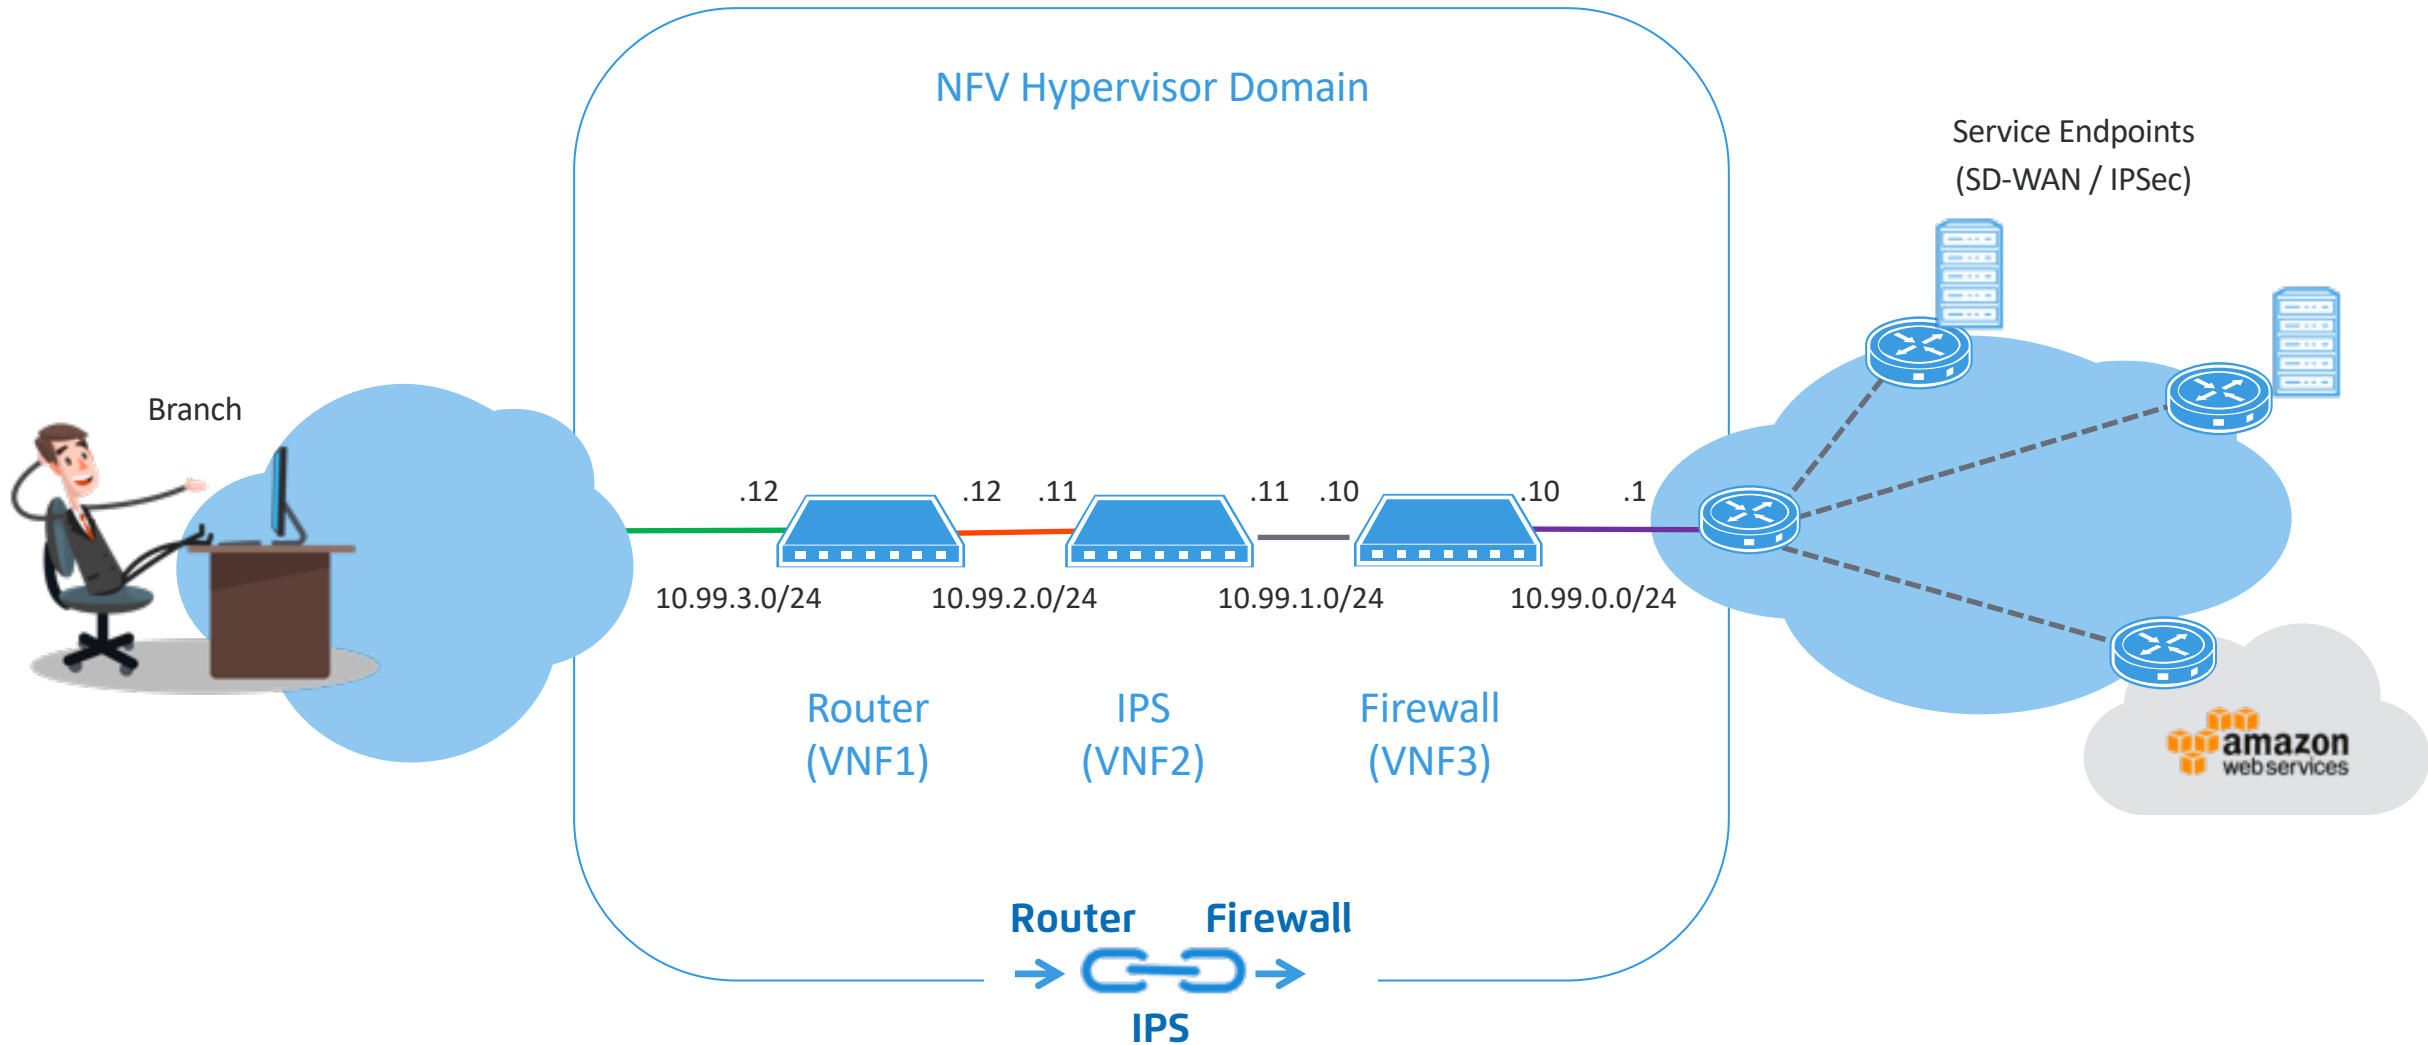 NFV Hypervisor Domain
Service Endpoints
(SD-WAN / IPSec)
Branch
.12
.12
.11
.11
.10
.10
.1
10.99.3.0/24
10.99.2.0/24
10.99.1.0/24
10.99.0.0/24
Router
(VNF1)
IPS
(VNF2)
Firewall
(VNF3)
amazon
web services
Router
Firewall
IPS